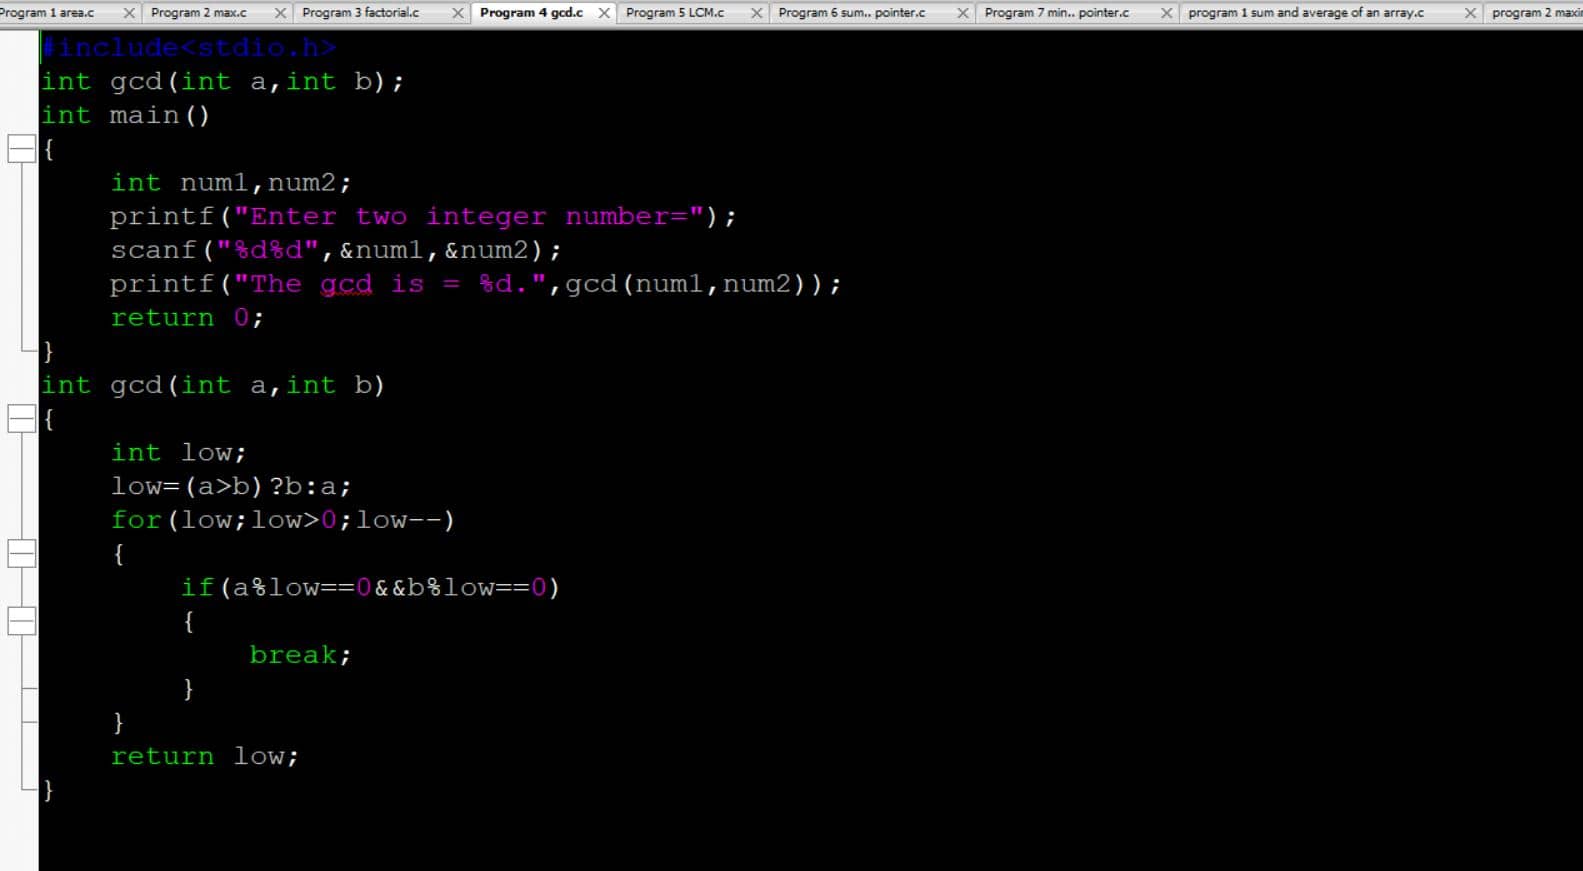 Program 1 area.c Program 2 max.c Program 3 factorial.c Program 4 gcd.c Program 5 LCM.c Program 6 sum.. pointer.c Program 7 min.. pointer.c program 1 sum and average of an array.c program 2
#include<stdio.h>
int gcd(int a,int b);
int main()
{
    int num1,num2;
    printf("Enter two integer number=");
    scanf("%d%d",&num1,&num2);
    printf("The gcd is = %d.",gcd(num1,num2));
    return 0;
}
int gcd(int a,int b)
{
    int low;
    low=(a>b)?b:a;
    for(low;low>0;low--)
    {
        if(a%low==0&&b%low==0)
        {
            break;
        }
    }
    return low;
}